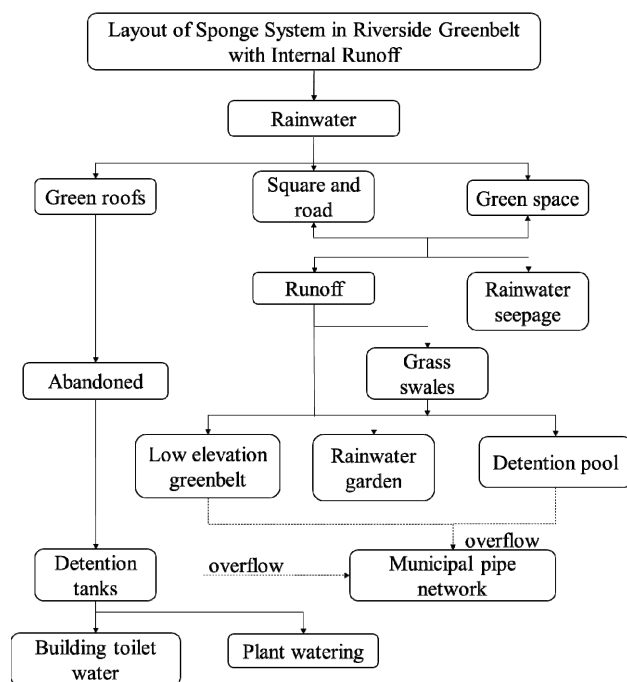 Layout of Sponge System in Riverside Greenbelt
with Internal Runoff
Rainwater
Green roofs
Square and
road
Green space
Runoff
Rainwater
seepage
Abandoned
Grass
swales
Low elevation
greenbelt
Rainwater
garden
Detention pool
overflow
Detention
tanks
overflow
Municipal pipe
network
Building toilet
water
Plant watering